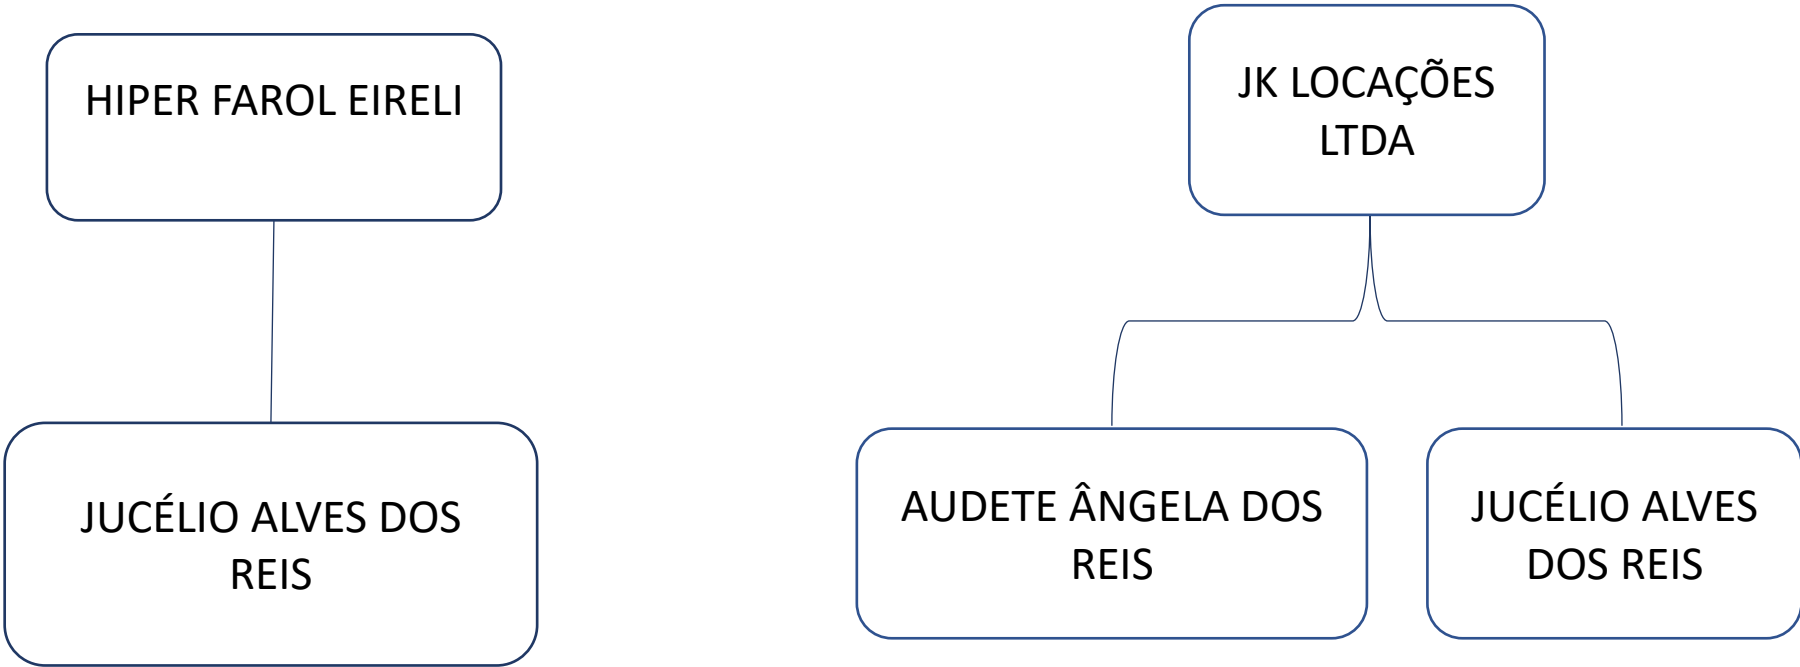 HIPER FAROL EIRELI
JK LOCAÇÕES
LTDA
JUCÉLIO ALVES DOS
REIS
AUDETE ÂNGELA DOS
REIS
JUCÉLIO ALVES
DOS REIS